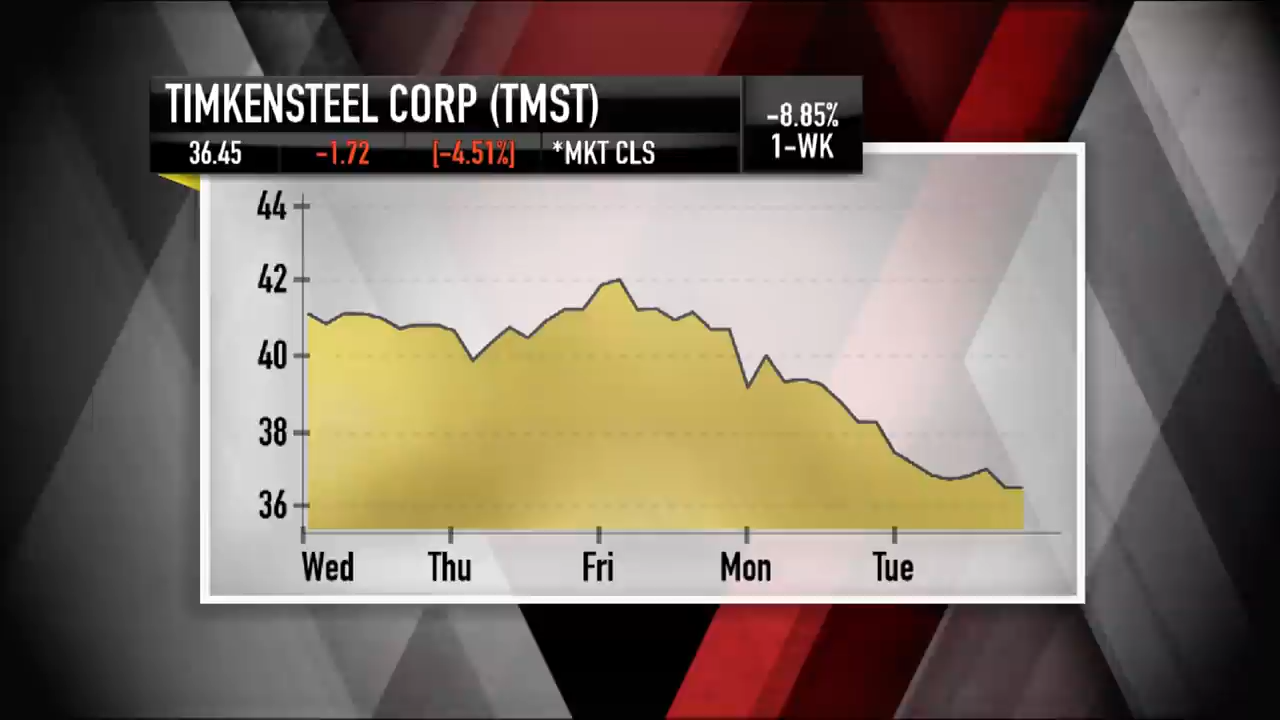 TIMKENSTEEL CORP (TMST)
36.45 -1.72 [-4.51%] *MKT CLS
-8.85%
1-WK
44
42
40
38
36
Wed Thu Fri Mon Tue